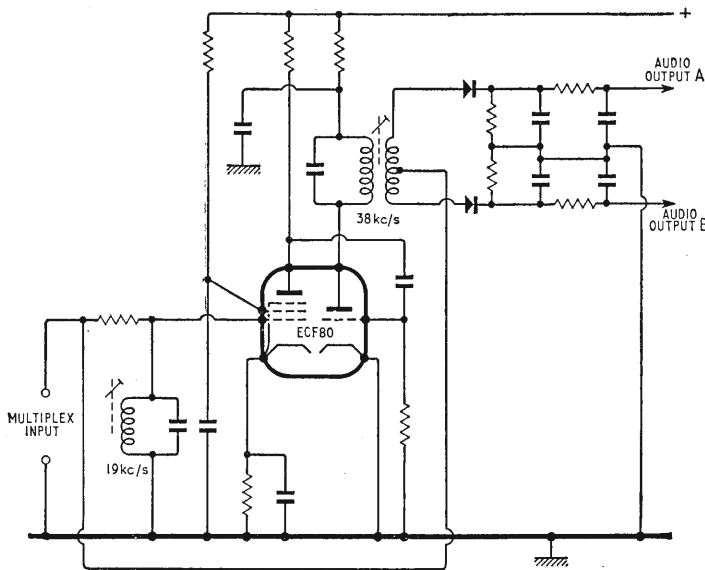 +
AUDIO
OUTPUT A
38kc/s
AUDIO
OUTPUT B
ECF80
MULTIPLEX
INPUT
19kc/s